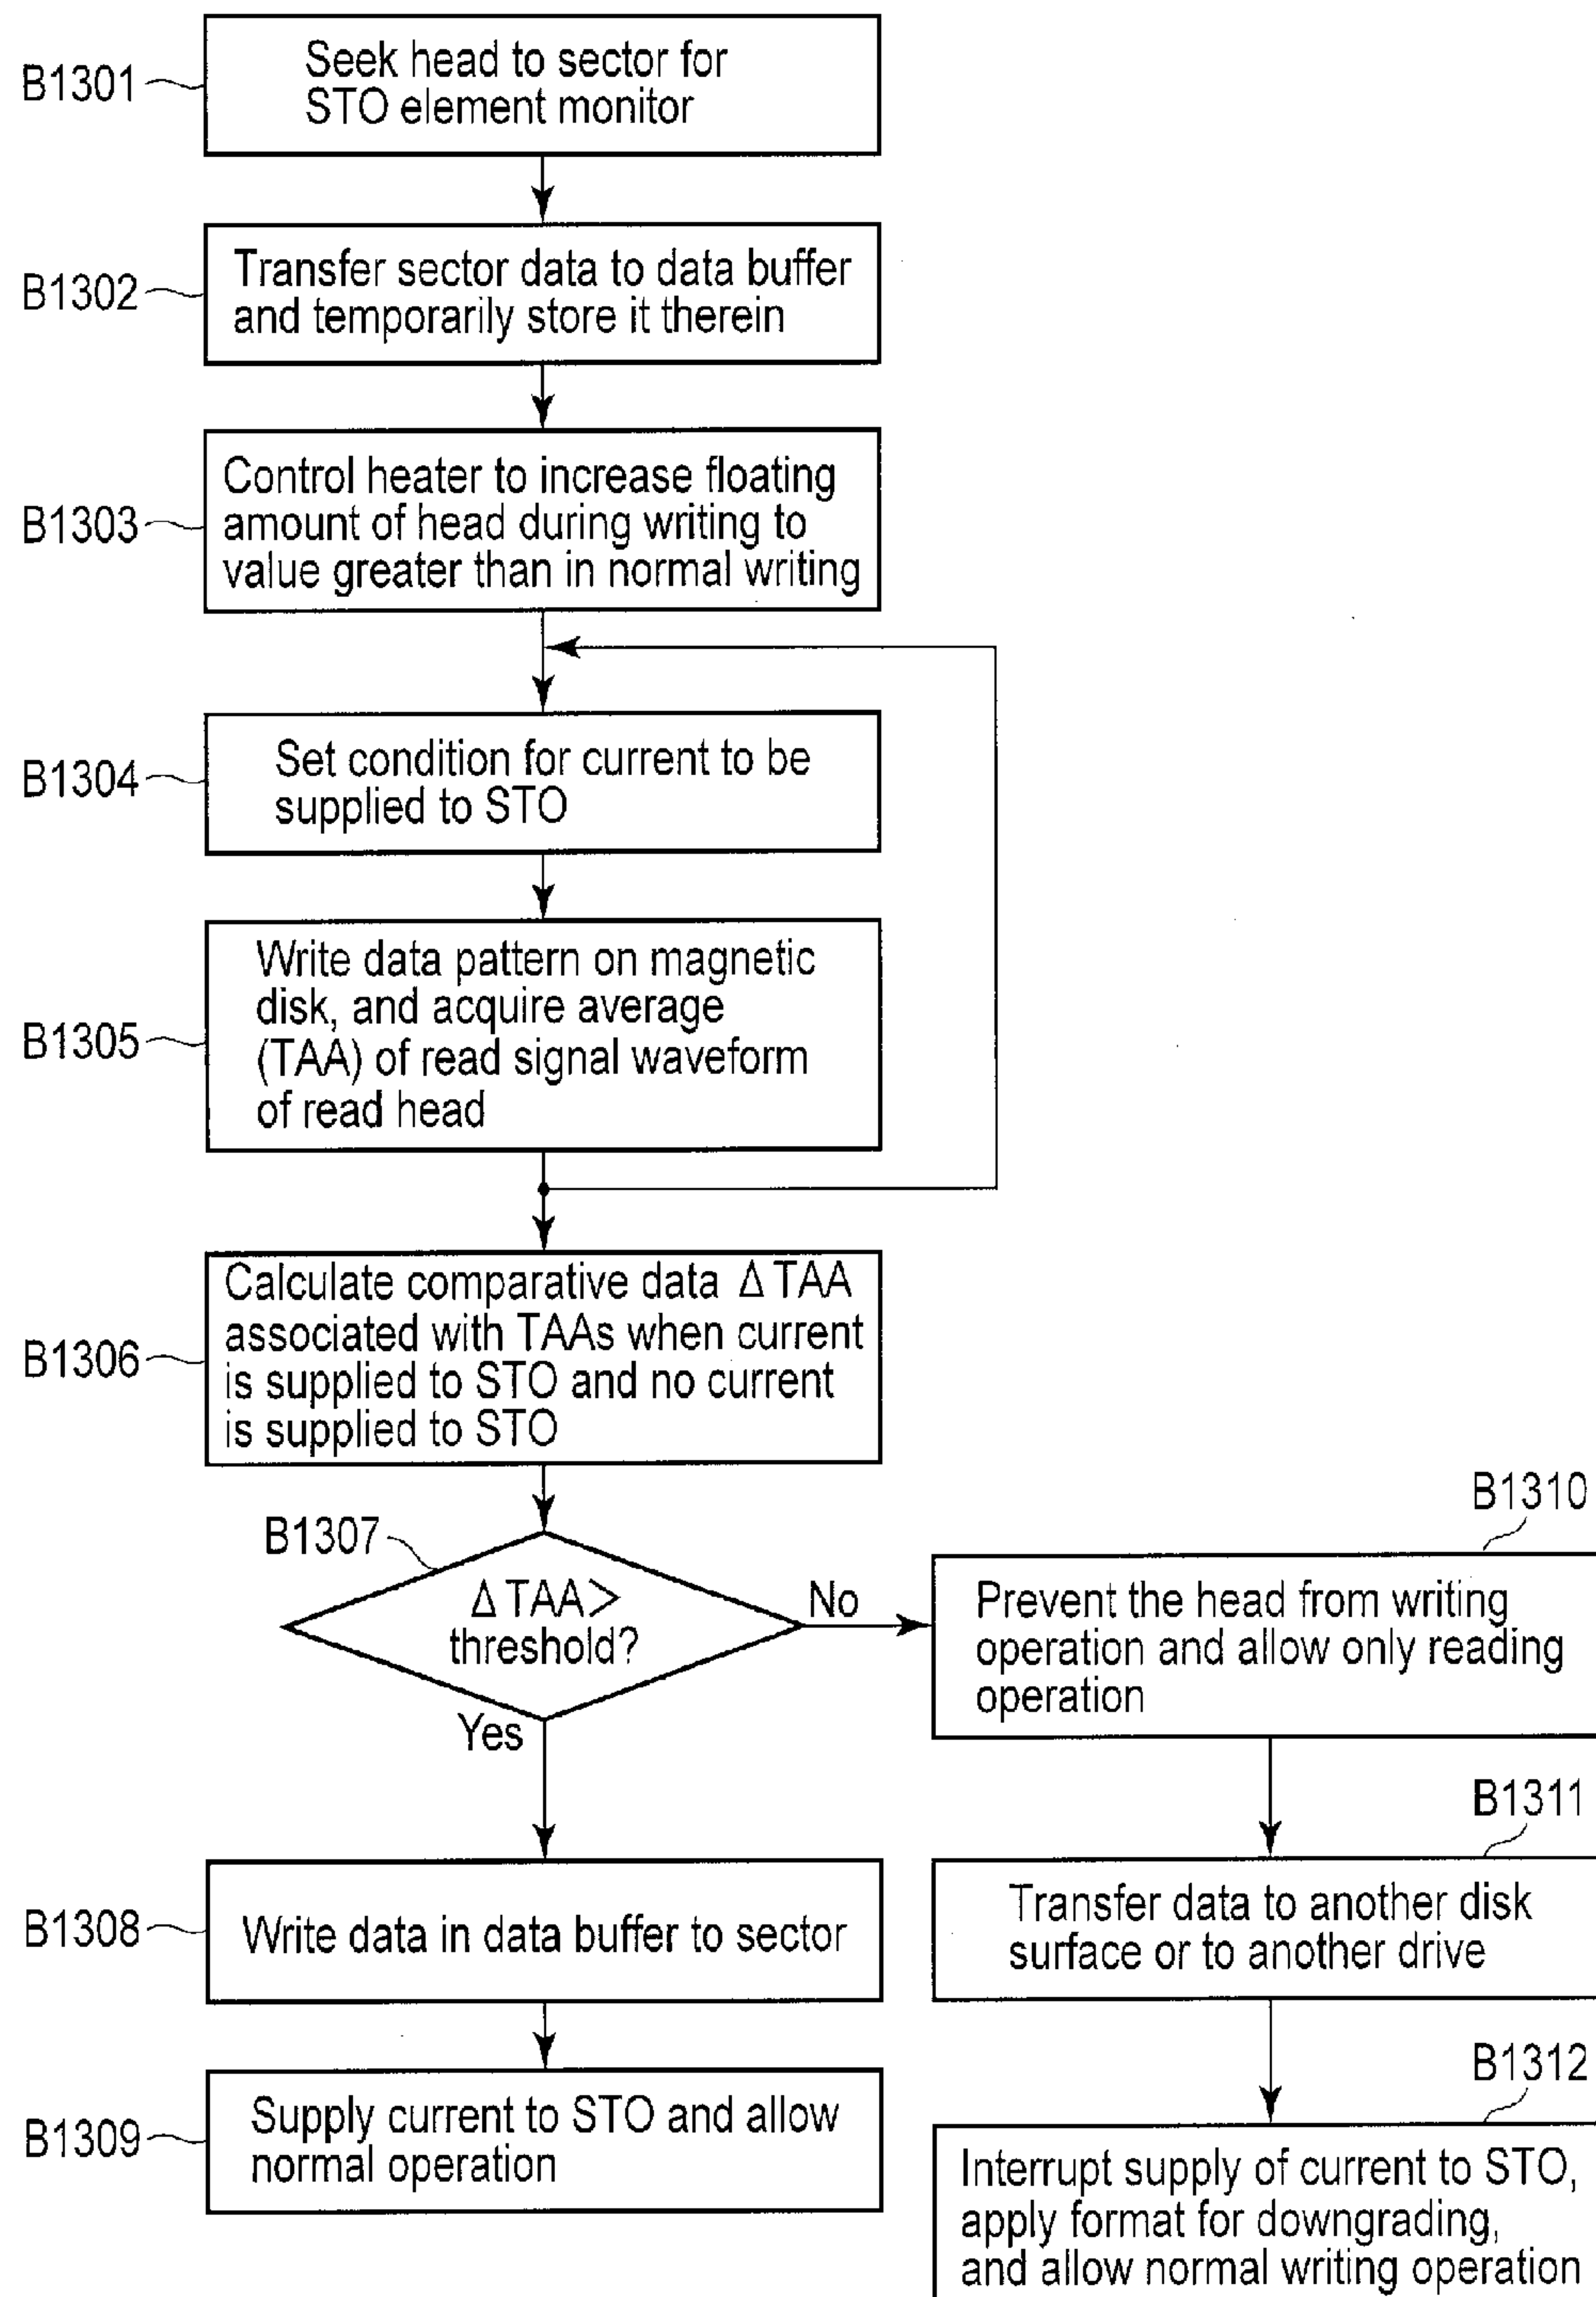 B1301
Seek head to sector for
STO element monitor
B1302
Transfer sector data to data buffer
and temporarily store it therein
B1303
Control heater to increase floating
amount of head during writing to
value greater than in normal writing
B1304
Set condition for current to be
supplied to STO
B1305
Write data pattern on magnetic
disk, and acquire average
(TAA) of read signal waveform
of read head
B1306
Calculate comparative data Δ TAA
associated with TAAs when current
is supplied to STO and no current
is supplied to STO
B1307
Δ TAA>
threshold?
No
Yes
B1310
Prevent the head from writing
operation and allow only reading
operation
B1308
Write data in data buffer to sector
B1311
Transfer data to another disk
surface or to another drive
B1309
Supply current to STO and allow
normal operation
B1312
Interrupt supply of current to STO,
apply format for downgrading,
and allow normal writing operation